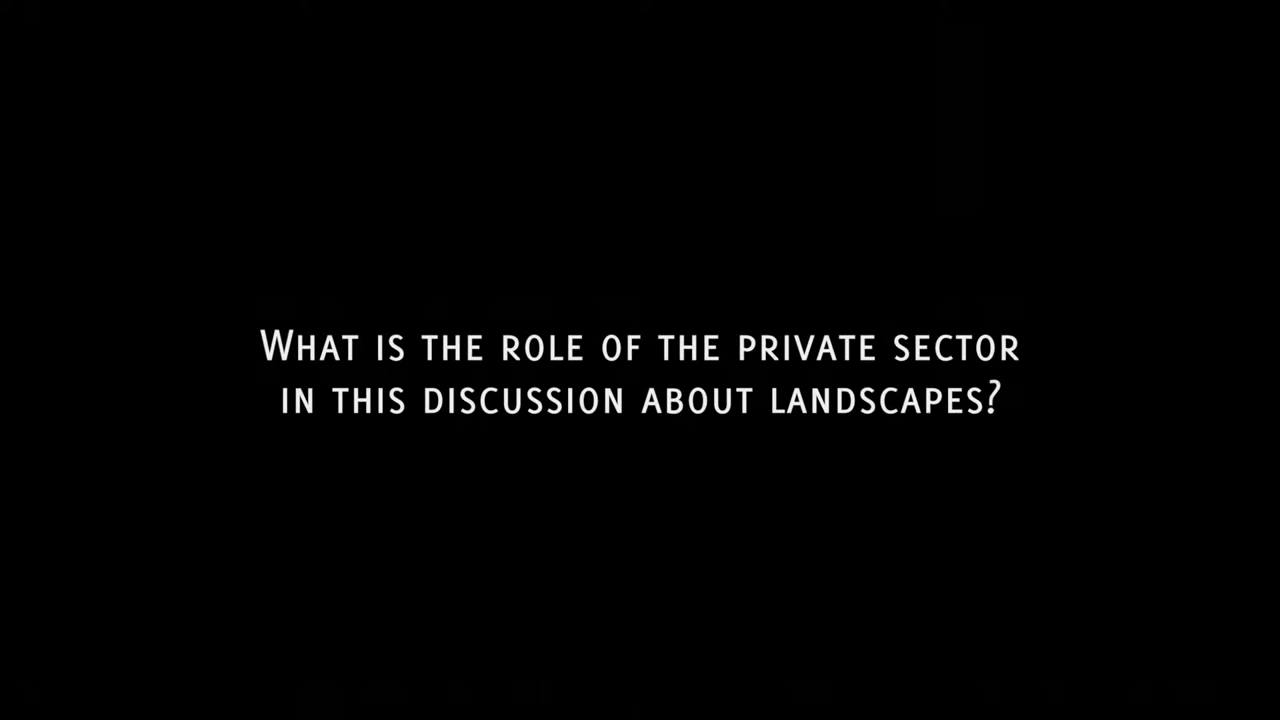 What is the role of the private sector
in this discussion about landscapes?